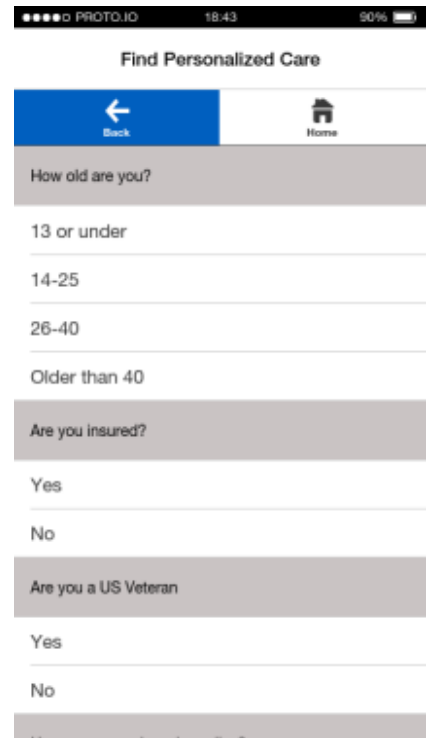 PROTO.IO 18:43 90%
Find Personalized Care
Back Home
How old are you?
13 or under
14-25
26-40
Older than 40
Are you insured?
Yes
No
Are you a US Veteran
Yes
No